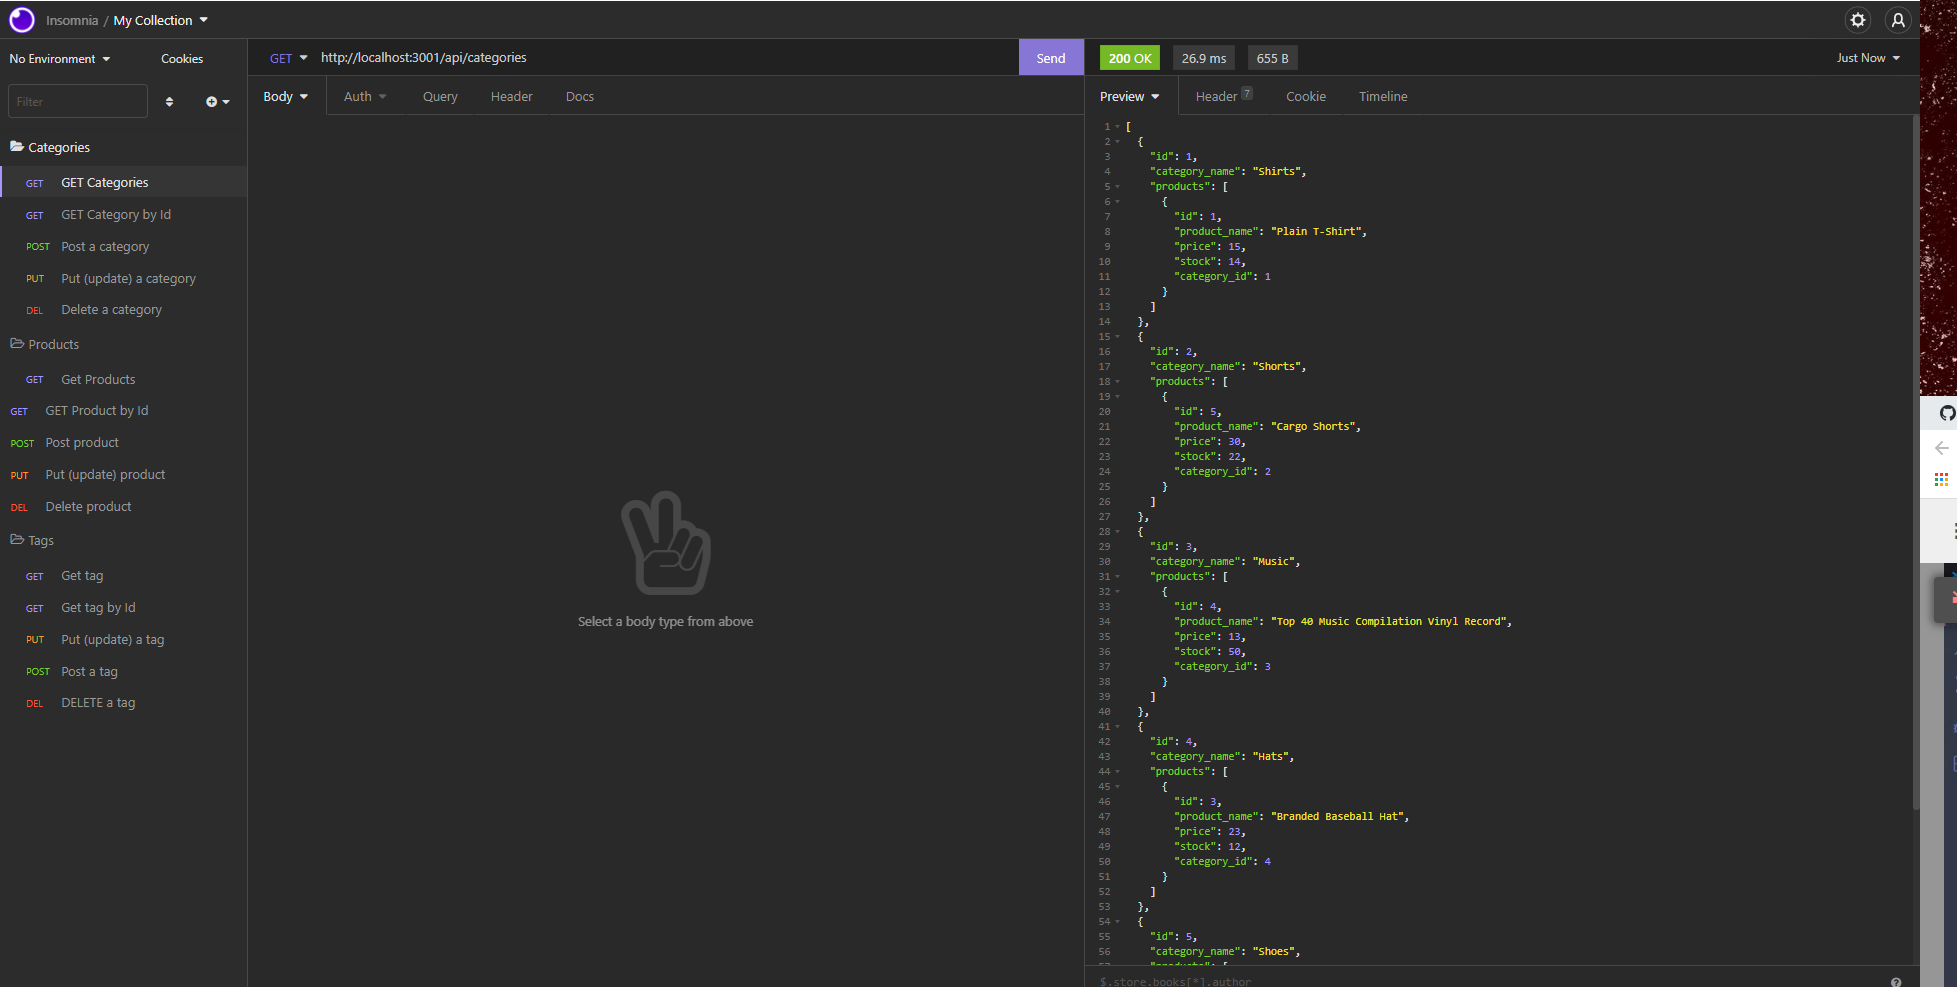 Insomnia / My Collection
No Environment
Cookies
Filter
Categories
GET GET Categories
GET GET Category by Id
POST Post a category
PUT Put (update) a category
DEL Delete a category
Products
GET Get Products
GET GET Product by Id
POST Post product
PUT Put (update) product
DEL Delete product
Tags
GET Get tag
GET Get tag by Id
PUT Put (update) a tag
POST Post a tag
DEL DELETE a tag
GET http://localhost:3001/api/categories Send
Body Auth Query Header Docs
Select a body type from above
200 OK 26.9 ms 655 B Just Now
Preview Header 7 Cookie Timeline
1 [
2 {
3 "id": 1,
4 "category_name": "Shirts",
5 "products": [
6 {
7 "id": 1,
8 "product_name": "Plain T-Shirt",
9 "price": 15,
10 "stock": 14,
11 "category_id": 1
12 }
13 ]
14 },
15 {
16 "id": 2,
17 "category_name": "Shorts",
18 "products": [
19 {
20 "id": 5,
21 "product_name": "Cargo Shorts",
22 "price": 30,
23 "stock": 22,
24 "category_id": 2
25 }
26 ]
27 },
28 {
29 "id": 3,
30 "category_name": "Music",
31 "products": [
32 {
33 "id": 4,
34 "product_name": "Top 40 Music Compilation Vinyl Record",
35 "price": 13,
36 "stock": 50,
37 "category_id": 3
38 }
39 ]
40 },
41 {
42 "id": 4,
43 "category_name": "Hats",
44 "products": [
45 {
46 "id": 3,
47 "product_name": "Branded Baseball Hat",
48 "price": 23,
49 "stock": 12,
50 "category_id": 4
51 }
52 ]
53 },
54 {
55 "id": 5,
56 "category_name": "Shoes",
57 "products": [
$.store.books[*].author